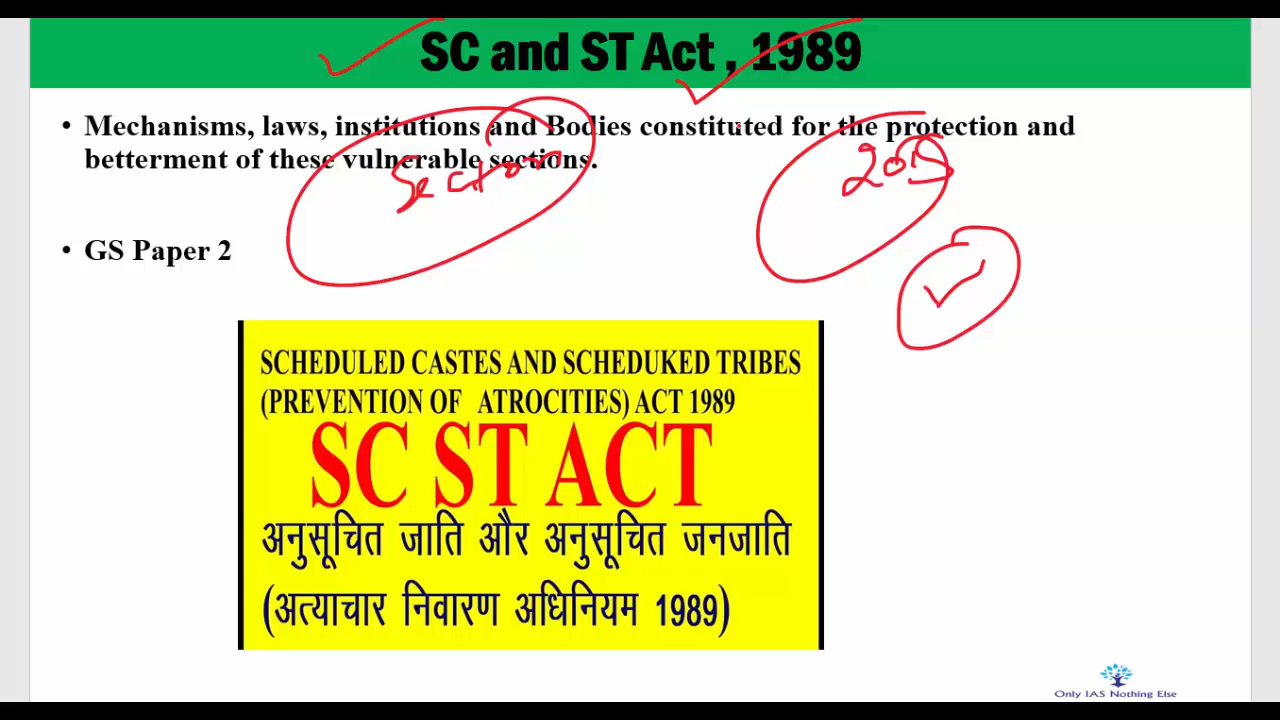 SC and ST Act , 1989
• Mechanisms, laws, institutions and Bodies constituted for the protection and
betterment of these vulnerable sections.
Section
• GS Paper 2
SCHEDULED CASTES AND SCHEDUKED TRIBES
(PREVENTION OF ATROCITIES) ACT 1989
SC ST ACT
अनुसूचित जाति और अनुसूचित जनजाति
(अत्याचार निवारण अधिनियम 1989)
Only IAS Nothing Else